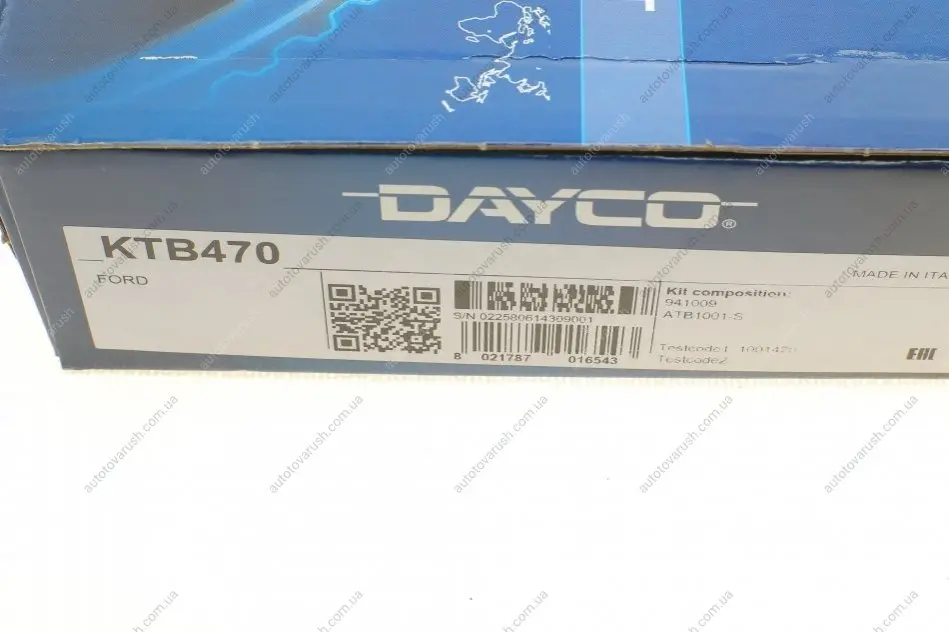 DAYCO®
KTB470
FORD
MADE IN ITA
S/N 022580614309001
8 021787 016543
Kit composition:
941009
ATB1001-S
Testcode1
Testcode2
EAC
autotovarush.com.ua